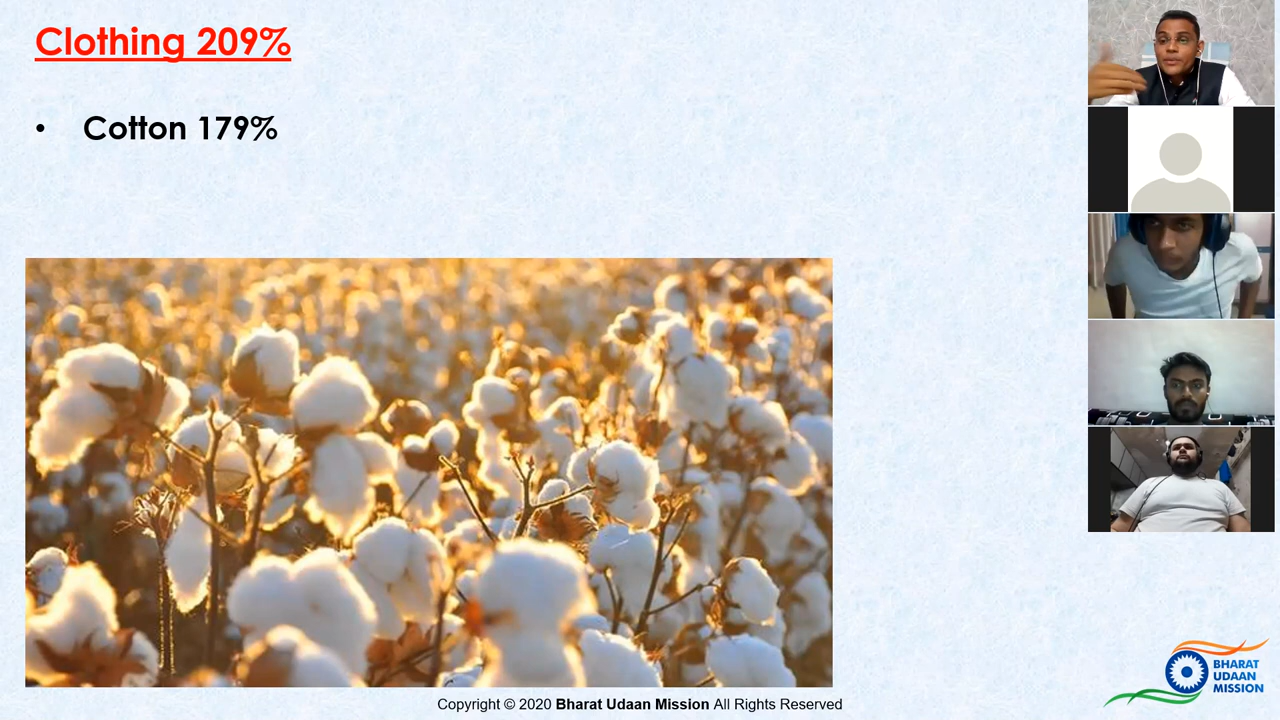 Clothing 209%
• Cotton 179%
BHARAT
UDAAN
MISSION
Copyright © 2020 Bharat Udaan Mission All Rights Reserved